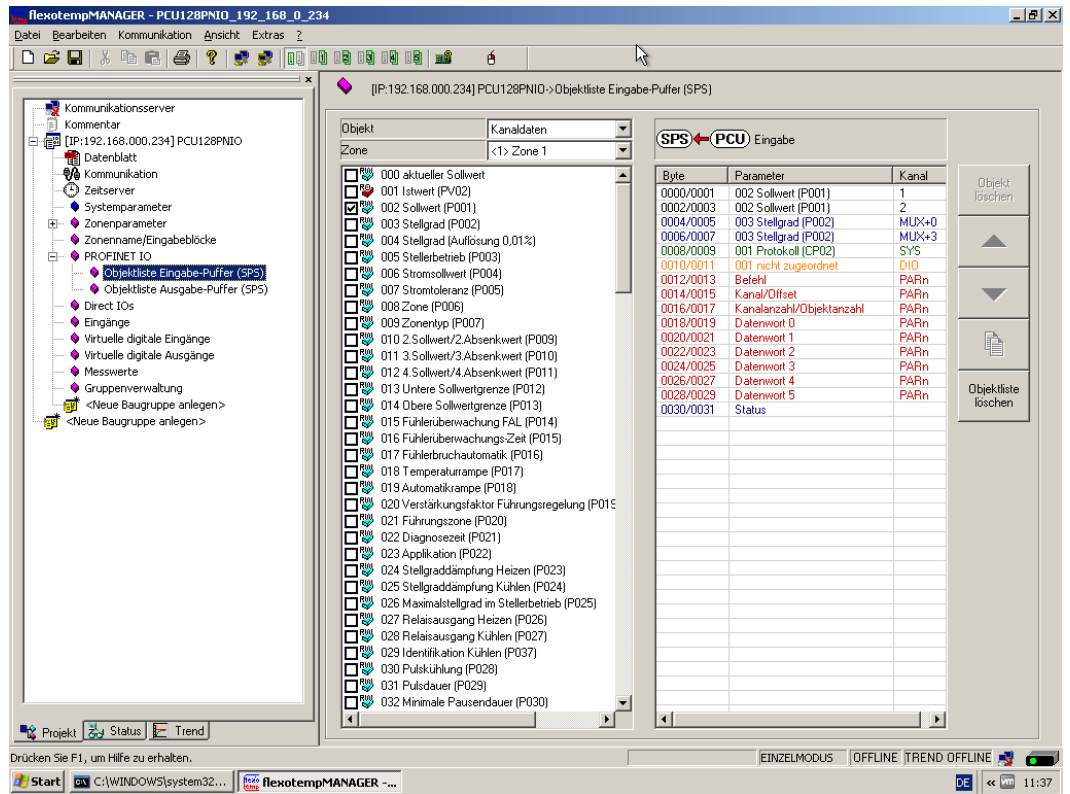 flexotempMANAGER - PCU128PNIO_192_168_0_234
Datei Bearbeiten Kommunikation Ansicht Extras ?
Kommunikationsserver
Kommentar
[IP:192.168.000.234] PCU128PNIO
Datenblatt
Kommunikation
Zeitserver
Systemparameter
Zonenparameter
Zonenname/Eingabeblöcke
PROFINET IO
Objektliste Eingabe-Puffer (SPS)
Objektliste Ausgabe-Puffer (SPS)
Direct IOs
Eingänge
Virtuelle digitale Eingänge
Virtuelle digitale Ausgänge
Messwerte
Gruppenverwaltung
<Neue Baugruppe anlegen>
<Neue Baugruppe anlegen>
Projekt Status Trend
[IP:192.168.000.234] PCU128PNIO->Objektliste Eingabe-Puffer (SPS)
Objekt Kanaldaten
Zone <1> Zone 1
000 aktueller Sollwert
001 Istwert (PV02)
002 Sollwert (P001)
003 Stellgrad (P002)
004 Stellgrad (Auflösung 0,01%)
005 Stellerbetrieb (P003)
006 Stromsollwert (P004)
007 Stromtoleranz (P005)
008 Zone (P006)
009 Zonentyp (P007)
010 2.Sollwert/2.Absenkwert (P009)
011 3.Sollwert/3.Absenkwert (P010)
012 4.Sollwert/4.Absenkwert (P011)
013 Untere Sollwertgrenze (P012)
014 Obere Sollwertgrenze (P013)
015 Fühlerüberwachung FAL (P014)
016 Fühlerüberwachungs-Zeit (P015)
017 Fühlerbruchautomatik (P016)
018 Temperaturrampe (P017)
019 Automatikrampe (P018)
020 Verstärkungsfaktor Führungsregelung (P019
021 Führungszone (P020)
022 Diagnosezeit (P021)
023 Applikation (P022)
024 Stellgraddämpfung Heizen (P023)
025 Stellgraddämpfung Kühlen (P024)
026 Maximalstellgrad im Stellerbetrieb (P025)
027 Relaisausgang Heizen (P026)
028 Relaisausgang Kühlen (P027)
029 Identifikation Kühlen (P037)
030 Pulskühlung (P028)
031 Pulsdauer (P029)
032 Minimale Pausendauer (P030)
SPS PCU Eingabe
Byte Parameter Kanal
0000/0001 002 Sollwert (P001) 1
0002/0003 002 Sollwert (P001) 2
0004/0005 003 Stellgrad (P002) MUX+0
0006/0007 003 Stellgrad (P002) MUX+3
0008/0009 001 Protokoll (CP02) SYS
0010/0011 001 nicht zugeordnet DIO
0012/0013 Befehl PARn
0014/0015 Kanal/Offset PARn
0016/0017 Kanalanzahl/Objektanzahl PARn
0018/0019 Datenwort 0 PARn
0020/0021 Datenwort 1 PARn
0022/0023 Datenwort 2 PARn
0024/0025 Datenwort 3 PARn
0026/0027 Datenwort 4 PARn
0028/0029 Datenwort 5 PARn
0030/0031 Status
Objekt
löschen
Objektliste
löschen
Drücken Sie F1, um Hilfe zu erhalten.
EINZELMODUS OFFLINE TREND OFFLINE
Start C:\WINDOWS\system32... flexotempMANAGER -... DE « 11:37